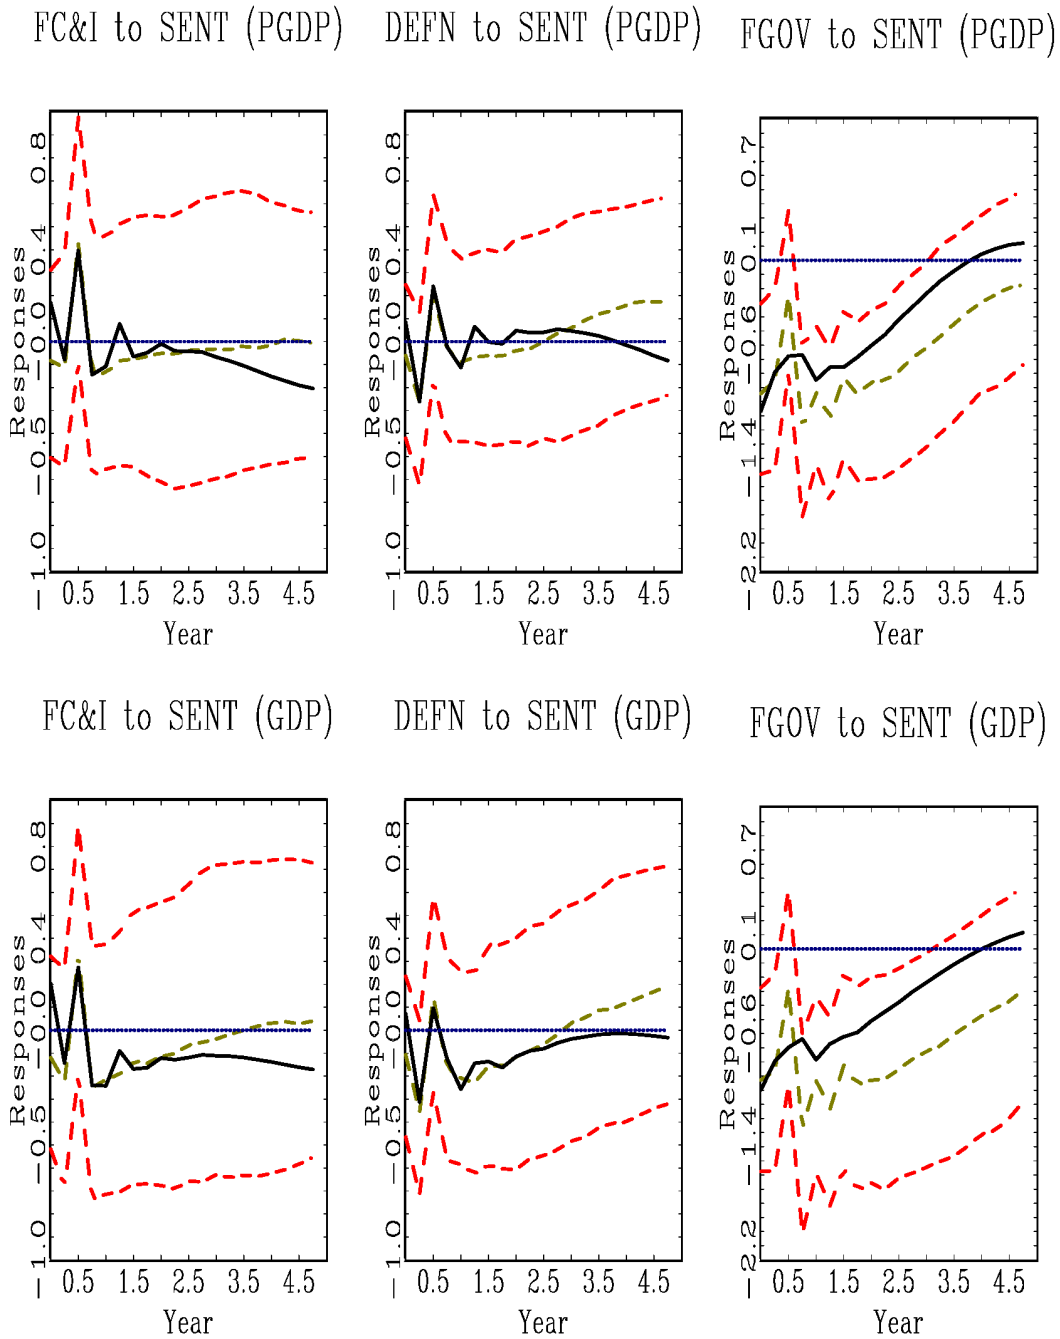 FC&I to SENT (PGDP)
DEFN to SENT (PGDP)
FGOV to SENT (PGDP)
Responses
−1.0 −0.5 −0.0 0.4 0.8
0.5 1.5 2.5 3.5 4.5
Year
Responses
−1.0 −0.5 −0.0 0.4 0.8
0.5 1.5 2.5 3.5 4.5
Year
Responses
−2.2 −1.4 −0.6 0.1 0.7
0.5 1.5 2.5 3.5 4.5
Year
FC&I to SENT (GDP)
DEFN to SENT (GDP)
FGOV to SENT (GDP)
Responses
−1.0 −0.5 −0.0 0.4 0.8
0.5 1.5 2.5 3.5 4.5
Year
Responses
−1.0 −0.5 −0.0 0.4 0.8
0.5 1.5 2.5 3.5 4.5
Year
Responses
−2.2 −1.4 −0.6 0.1 0.7
0.5 1.5 2.5 3.5 4.5
Year